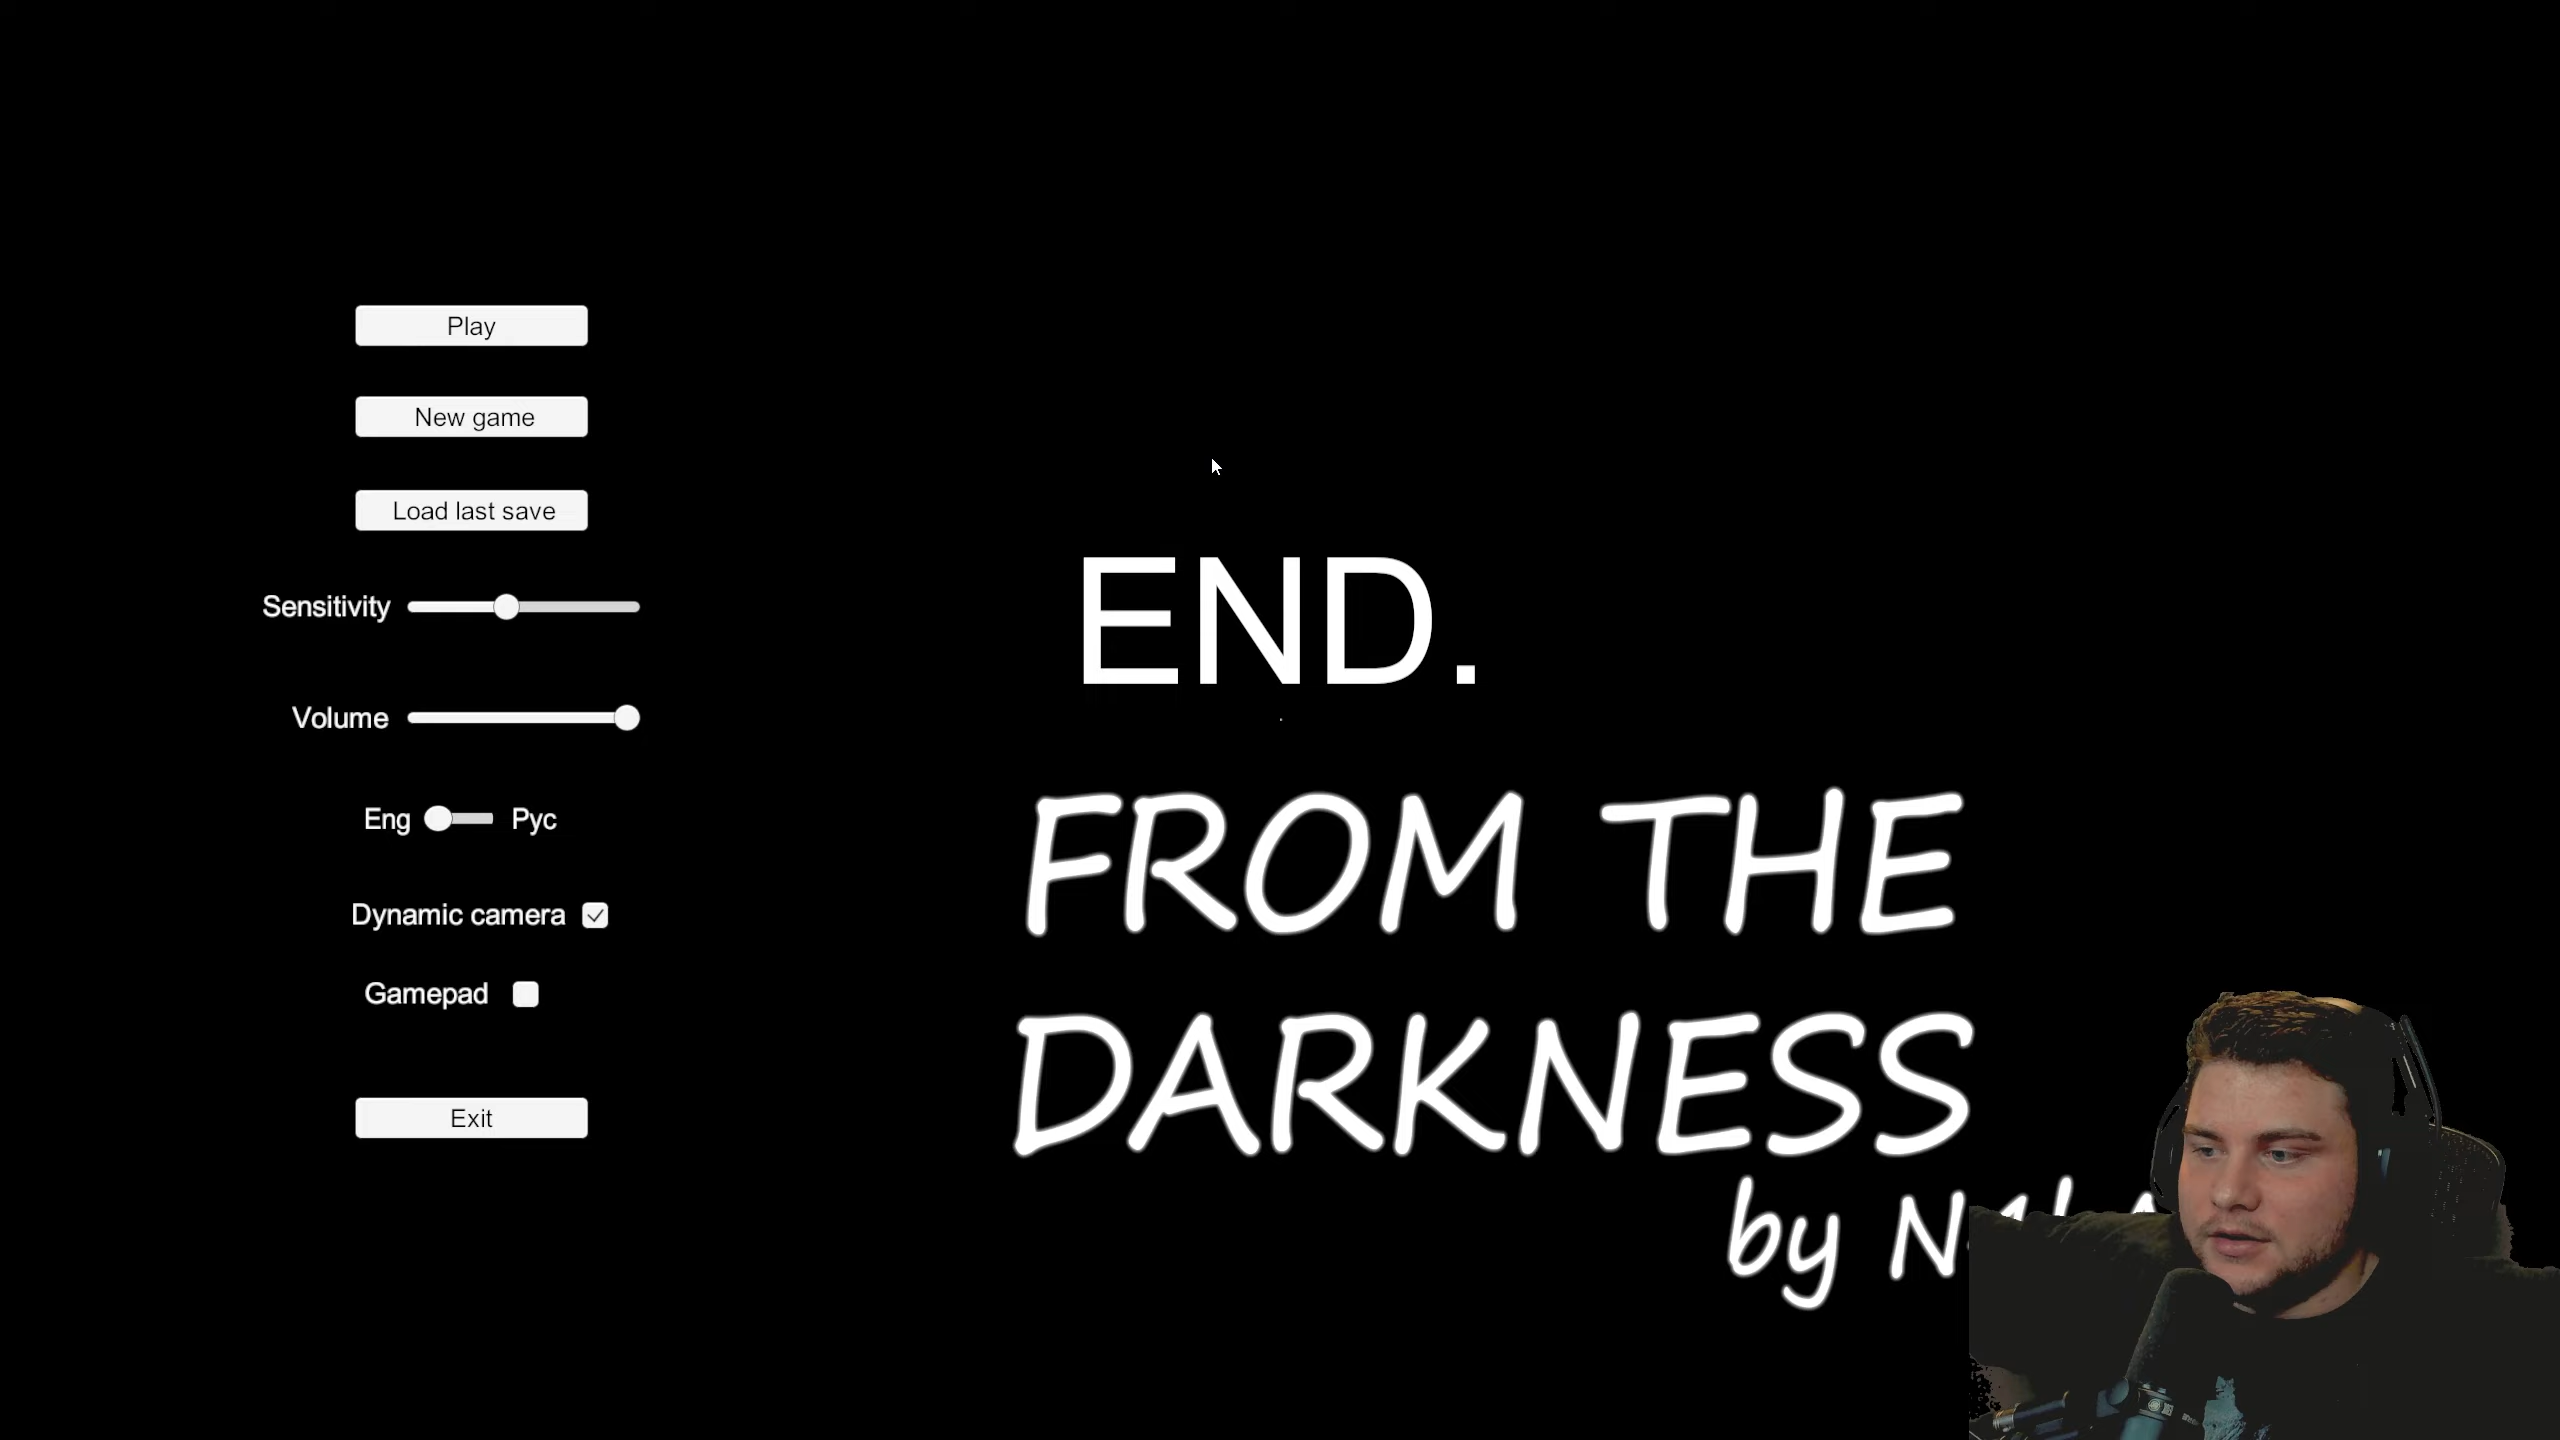 Play
New game
Load last save
Sensitivity
Volume
Eng Рус
Dynamic camera
Gamepad
Exit
END.
FROM THE
DARKNESS
by